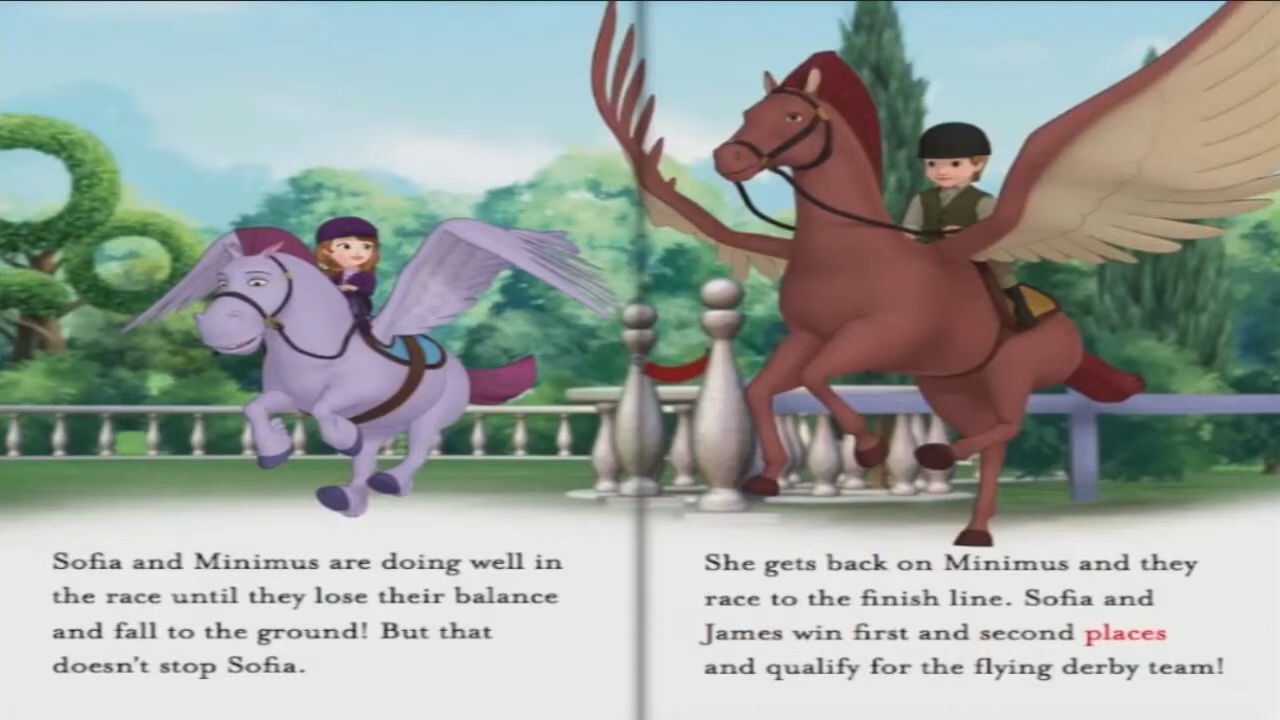 Sofia and Minimus are doing well in
the race until they lose their balance
and fall to the ground! But that
doesn't stop Sofia.
She gets back on Minimus and they
race to the finish line. Sofia and
James win first and second places
and qualify for the flying derby team!